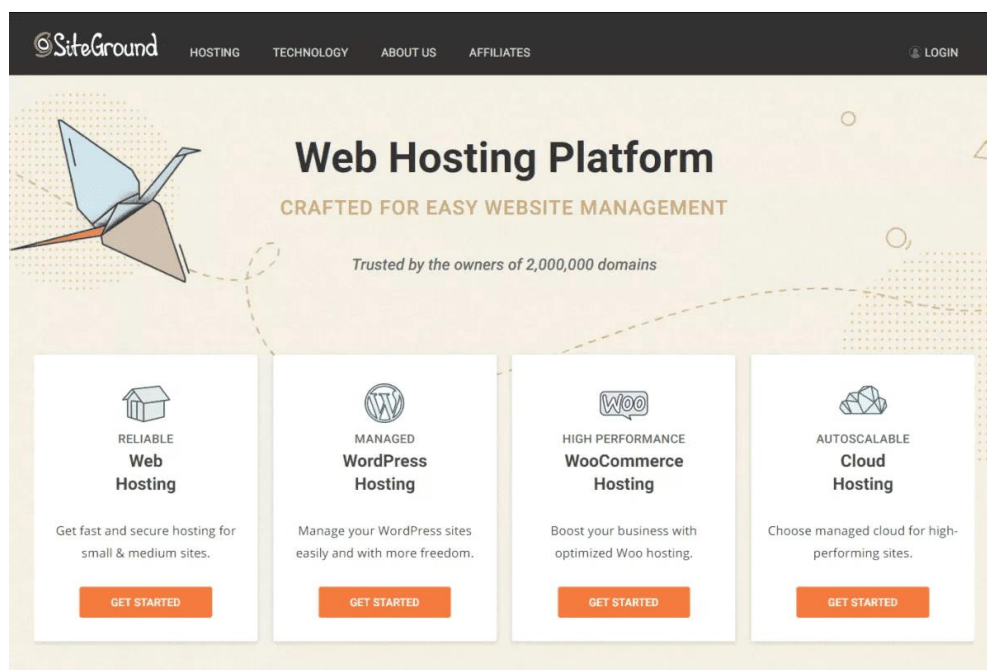 SiteGround HOSTING TECHNOLOGY ABOUT US AFFILIATES LOGIN
Web Hosting Platform
CRAFTED FOR EASY WEBSITE MANAGEMENT
Trusted by the owners of 2,000,000 domains
RELIABLE
Web
Hosting
Get fast and secure hosting for
small & medium sites.
GET STARTED
MANAGED
WordPress
Hosting
Manage your WordPress sites
easily and with more freedom.
GET STARTED
WOO
HIGH PERFORMANCE
WooCommerce
Hosting
Boost your business with
optimized Woo hosting.
GET STARTED
AUTOSCALABLE
Cloud
Hosting
Choose managed cloud for high-
performing sites.
GET STARTED